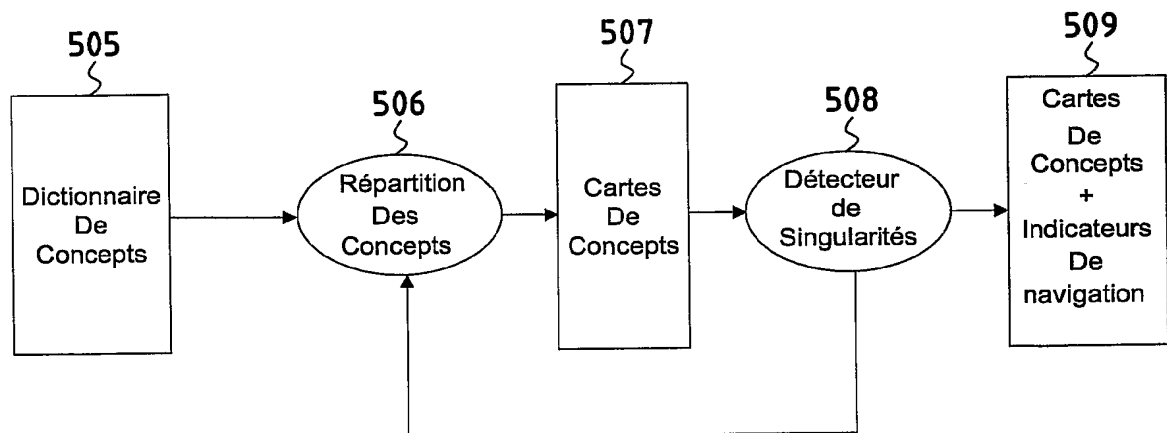 505
Dictionnaire
De
Concepts
506
Répartition
Des
Concepts
507
Cartes
De
Concepts
508
Détecteur
de
Singularités
509
Cartes
De
Concepts
+
Indicateurs
De
navigation